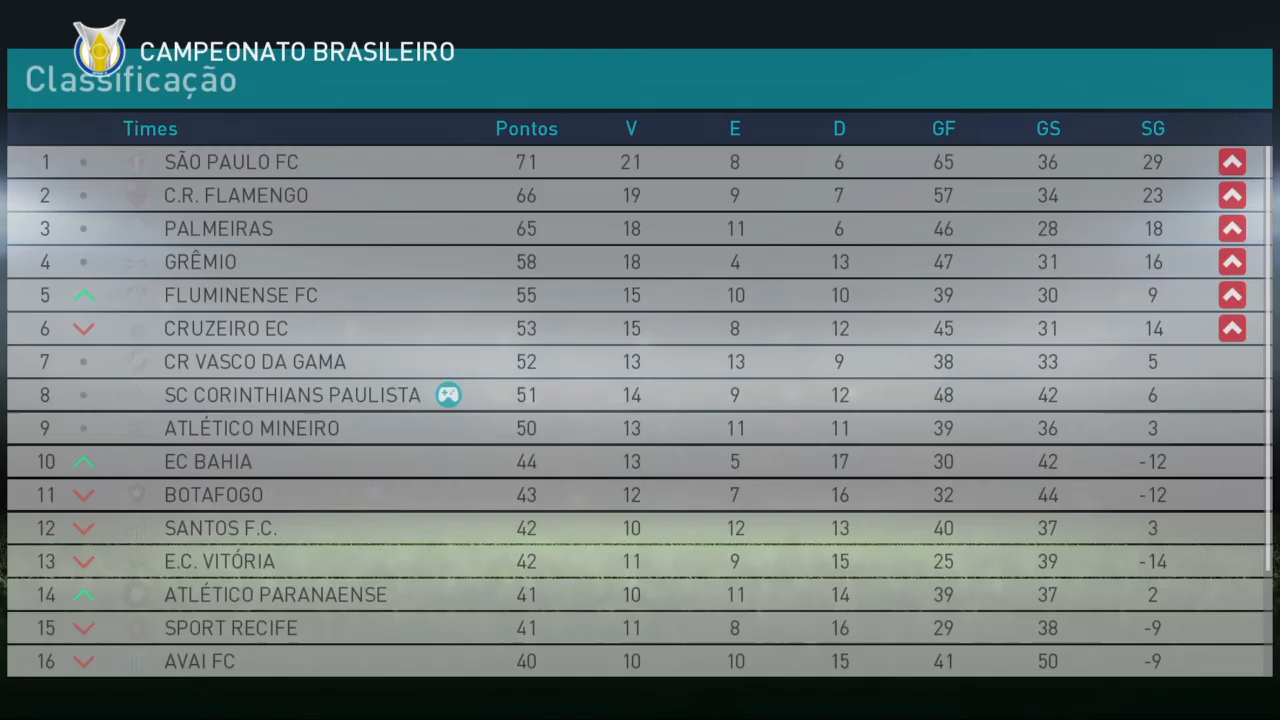 CAMPEONATO BRASILEIRO
Classificação
Times Pontos V E D GF GS SG
1 SÃO PAULO FC 71 21 8 6 65 36 29
2 C.R. FLAMENGO 66 19 9 7 57 34 23
3 PALMEIRAS 65 18 11 6 46 28 18
4 GRÊMIO 58 18 4 13 47 31 16
5 FLUMINENSE FC 55 15 10 10 39 30 9
6 CRUZEIRO EC 53 15 8 12 45 31 14
7 CR VASCO DA GAMA 52 13 13 9 38 33 5
8 SC CORINTHIANS PAULISTA 51 14 9 12 48 42 6
9 ATLÉTICO MINEIRO 50 13 11 11 39 36 3
10 EC BAHIA 44 13 5 17 30 42 -12
11 BOTAFOGO 43 12 7 16 32 44 -12
12 SANTOS F.C. 42 10 12 13 40 37 3
13 E.C. VITÓRIA 42 11 9 15 25 39 -14
14 ATLÉTICO PARANAENSE 41 10 11 14 39 37 2
15 SPORT RECIFE 41 11 8 16 29 38 -9
16 AVAI FC 40 10 10 15 41 50 -9